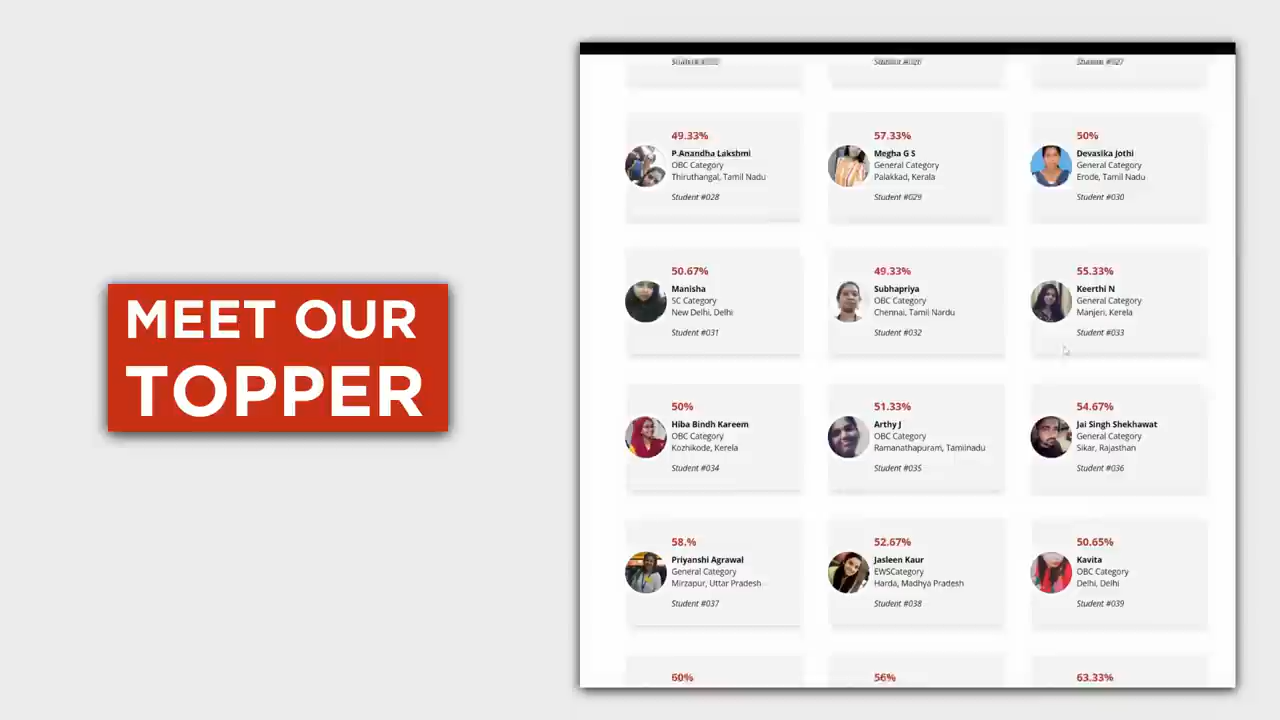 MEET OUR
TOPPER
49.33%
P.Anandha Lakshmi
OBC Category
Thiruthangal, Tamil Nadu
Student #028
57.33%
Megha G S
General Category
Palakkad, Kerala
Student #029
50%
Devasika Jothi
General Category
Erode, Tamil Nadu
Student #030
50.67%
Manisha
SC Category
New Delhi, Delhi
Student #031
49.33%
Subhapriya
OBC Category
Chennai, Tamil Nardu
Student #032
55.33%
Keerthi N
General Category
Manjeri, Kerela
Student #033
50%
Hiba Bindh Kareem
OBC Category
Kozhikode, Kerela
Student #034
51.33%
Arthy J
OBC Category
Ramanathapuram, Tamilnadu
Student #035
54.67%
Jai Singh Shekhawat
General Category
Sikar, Rajasthan
Student #036
58.%
Priyanshi Agrawal
General Category
Mirzapur, Uttar Pradesh
Student #037
52.67%
Jasleen Kaur
EWSCategory
Harda, Madhya Pradesh
Student #038
50.65%
Kavita
OBC Category
Delhi, Delhi
Student #039
60%
56%
63.33%